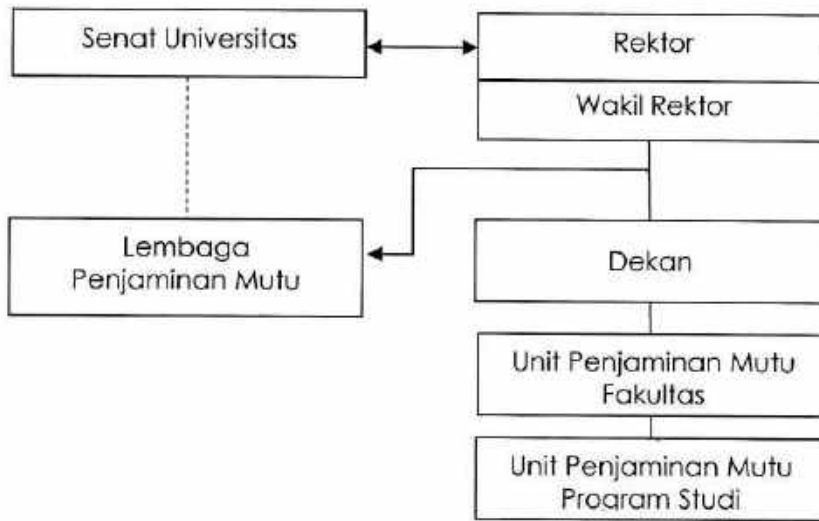 Senat Universitas
Rektor
Wakil Rektor
Lembaga
Penjaminan Mutu
Dekan
Unit Penjaminan Mutu
Fakultas
Unit Penjaminan Mutu
Program Studi